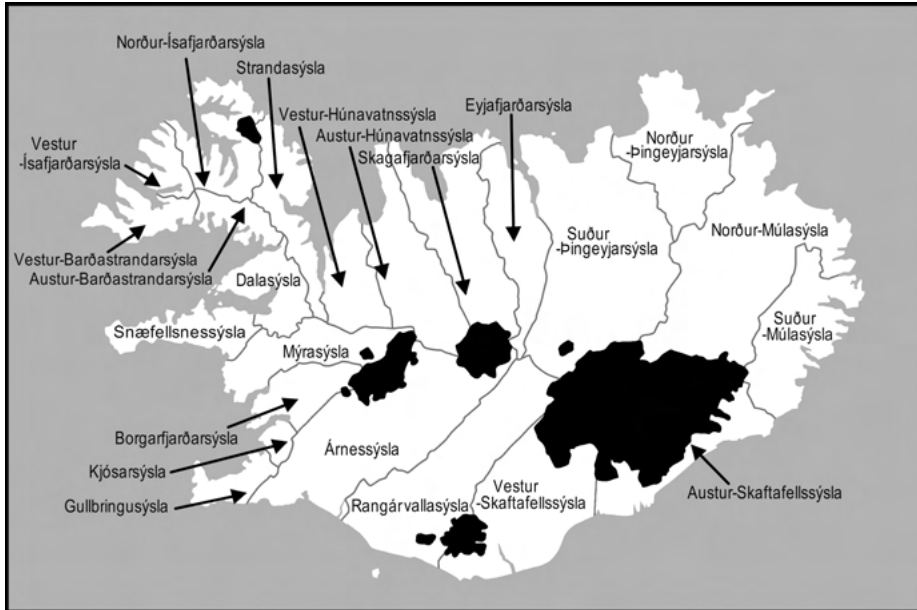 Norður-Ísafjarðarsýsla
Strandasýsla
Vestur-Húnavatnssýsla
Austur-Húnavatnssýsla
Skagafjarðarsýsla
Eyjafjarðarsýsla
Norður
-Þingeyjarsýsla
Vestur
-Ísafjarðarsýsla
Suður
-Þingeyjarsýsla
Norður-Múlasýsla
Vestur-Barðastrandarsýsla
Austur-Barðastrandarsýsla
Dalasýsla
Snæfellsnessýsla
Suður
-Múlasýsla
Mýrasýsla
Borgarfjarðarsýsla
Kjósarsýsla
Gullbringusýsla
Árnessýsla
Rangárvallasýsla
Vestur
-Skaftafellssýsla
Austur-Skaftafellssýsla